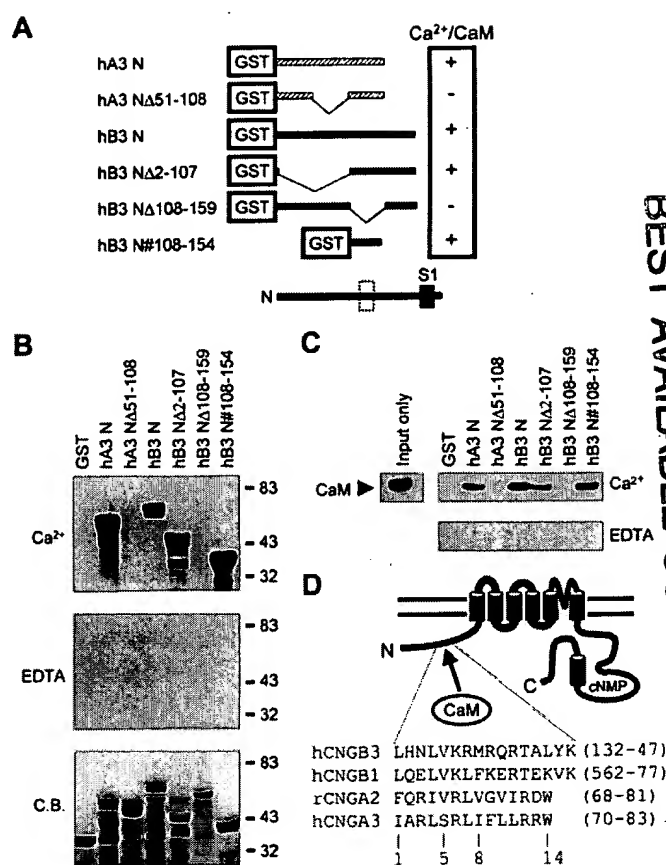 A
Ca²⁺/CaM
hA3 N GST +
hA3 NΔ51-108 GST -
hB3 N GST +
hB3 NΔ2-107 GST +
hB3 NΔ108-159 GST -
hB3 N#108-154 GST +
N S1
B
GST
hA3 N
hA3 NΔ51-108
hB3 N
hB3 NΔ2-107
hB3 NΔ108-159
hB3 N#108-154
Ca²⁺
83
43
32
EDTA
83
43
32
C.B.
83
43
32
C
Input only
GST
hA3 N
hA3 NΔ51-108
hB3 N
hB3 NΔ2-107
hB3 NΔ108-159
hB3 N#108-154
CaM
Ca²⁺
EDTA
D
N
CaM
C
cNMP
hCNGB3 LHNLVKRMRQRTALYK (132-47)
hCNGB1 LQELVKLFKERTEKVK (562-77)
rCNGA2 FQRIVRLVGVIRDW (68-81)
hCNGA3 IARLSRLIFLLRRW (70-83)
1 5 8 14
BEST AVAILABLE